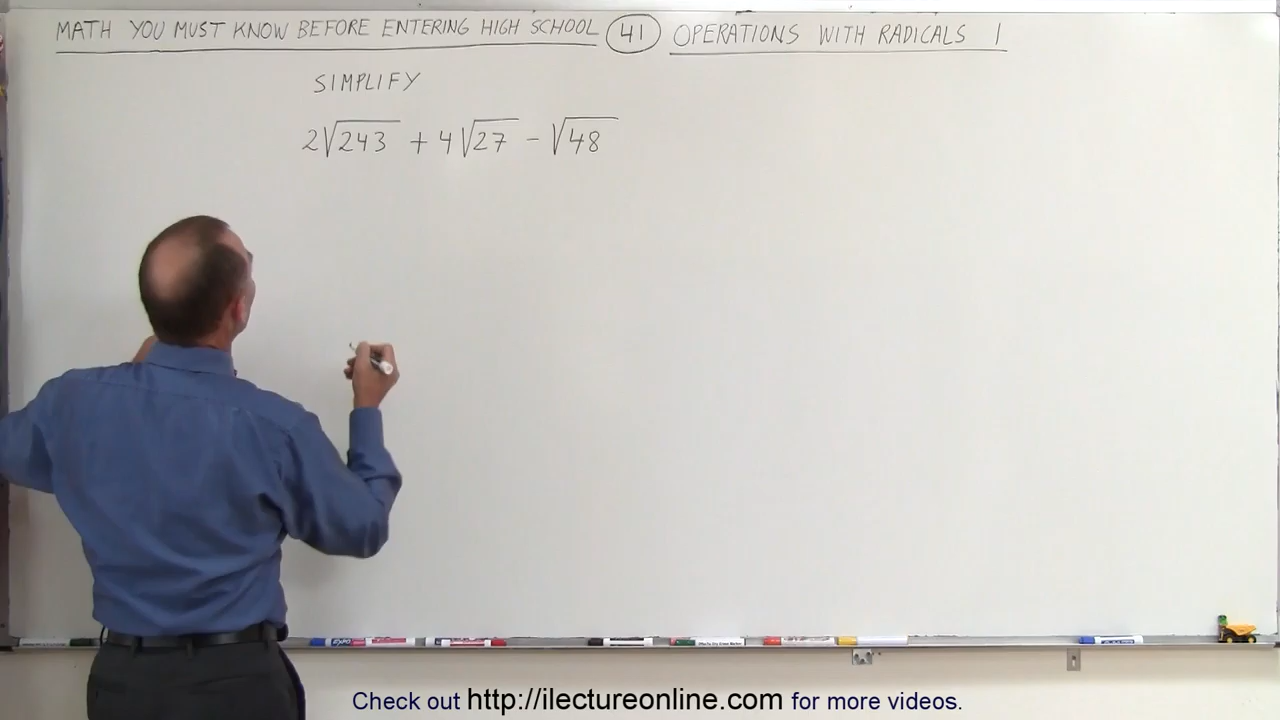 MATH YOU MUST KNOW BEFORE ENTERING HIGH SCHOOL 41 OPERATIONS WITH RADICALS 1
SIMPLIFY
2√243 + 4√27 - √48
EXPO
Check out http://ilectureonline.com for more videos.